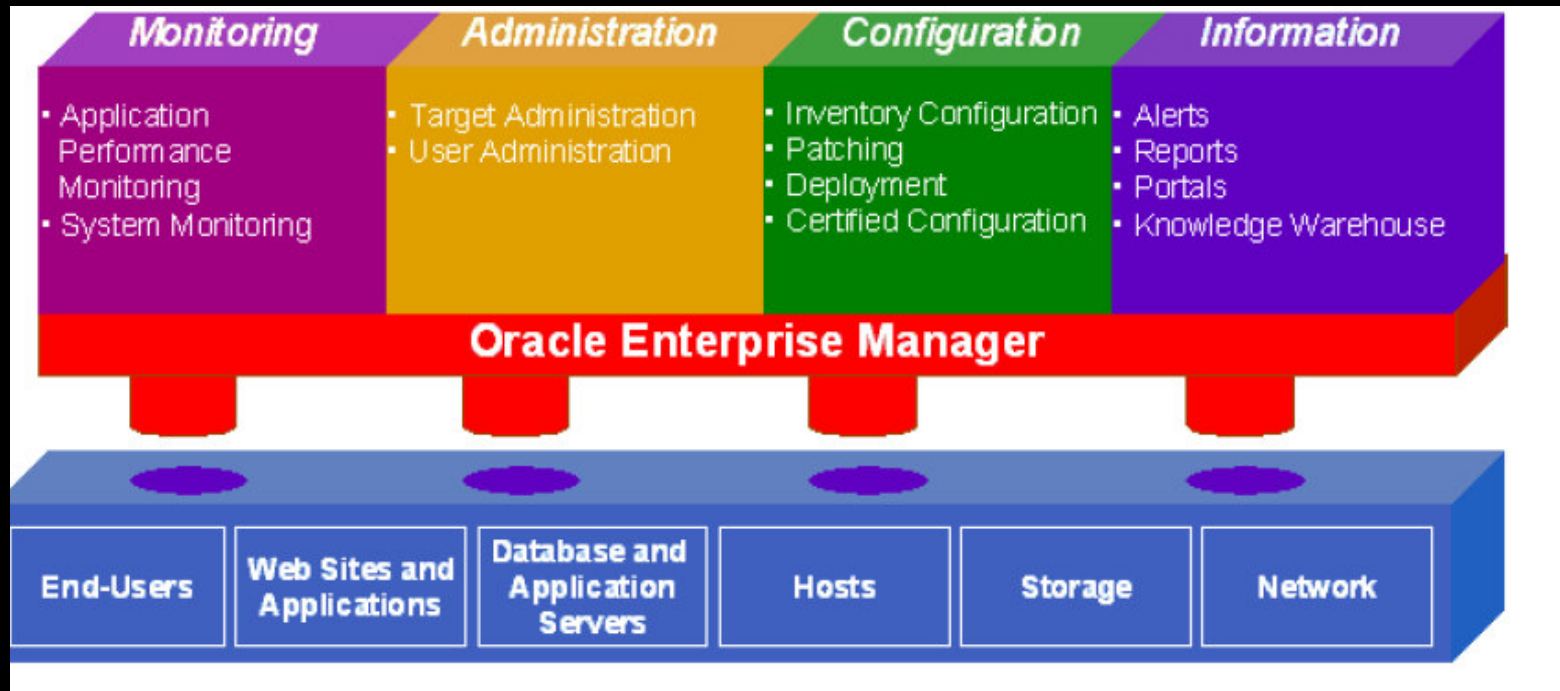 Monitoring
Administration
Configuration
Information
· Application
Performance
Monitoring
· System Monitoring
· Target Administration
· User Administration
· Inventory Configuration
· Patching
· Deployment
· Certified Configuration
· Alerts
· Reports
· Portals
· Knowledge Warehouse
Oracle Enterprise Manager
End-Users
Web Sites and
Applications
Database and
Application
Servers
Hosts
Storage
Network